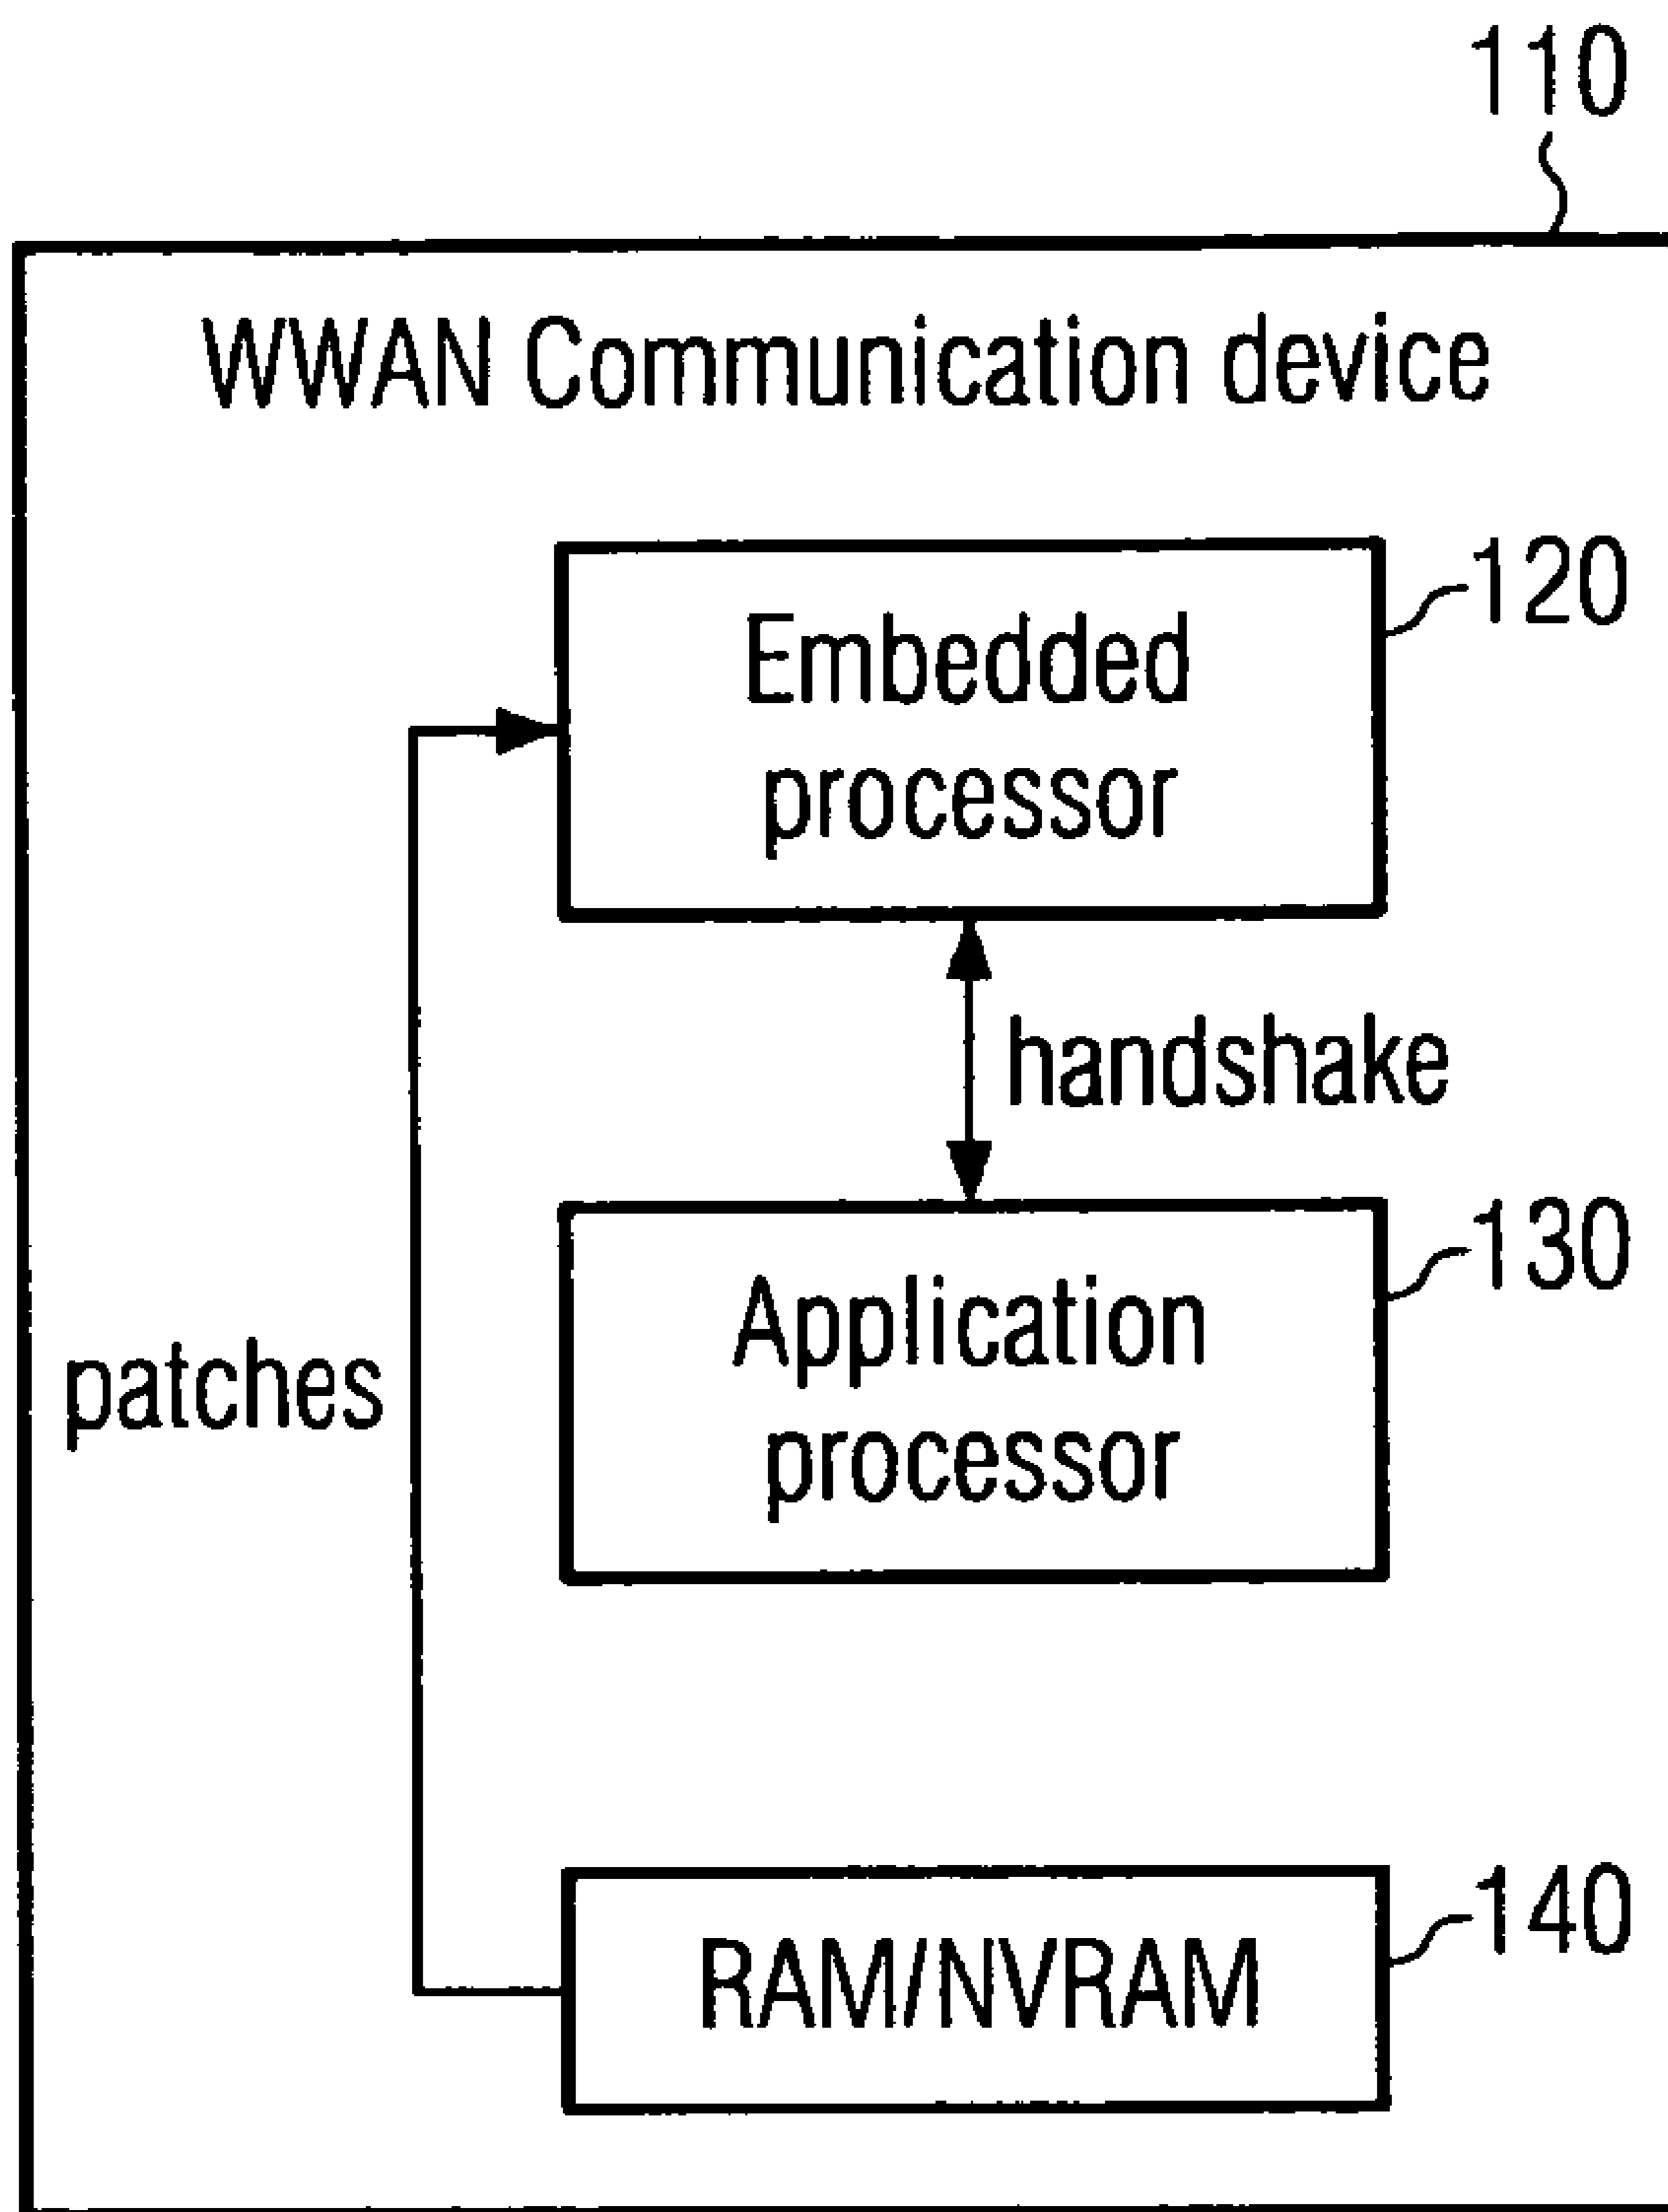 110
WWAN Communication device
120
Embedded
processor
handshake
130
Application
processor
patches
140
RAM/NVRAM